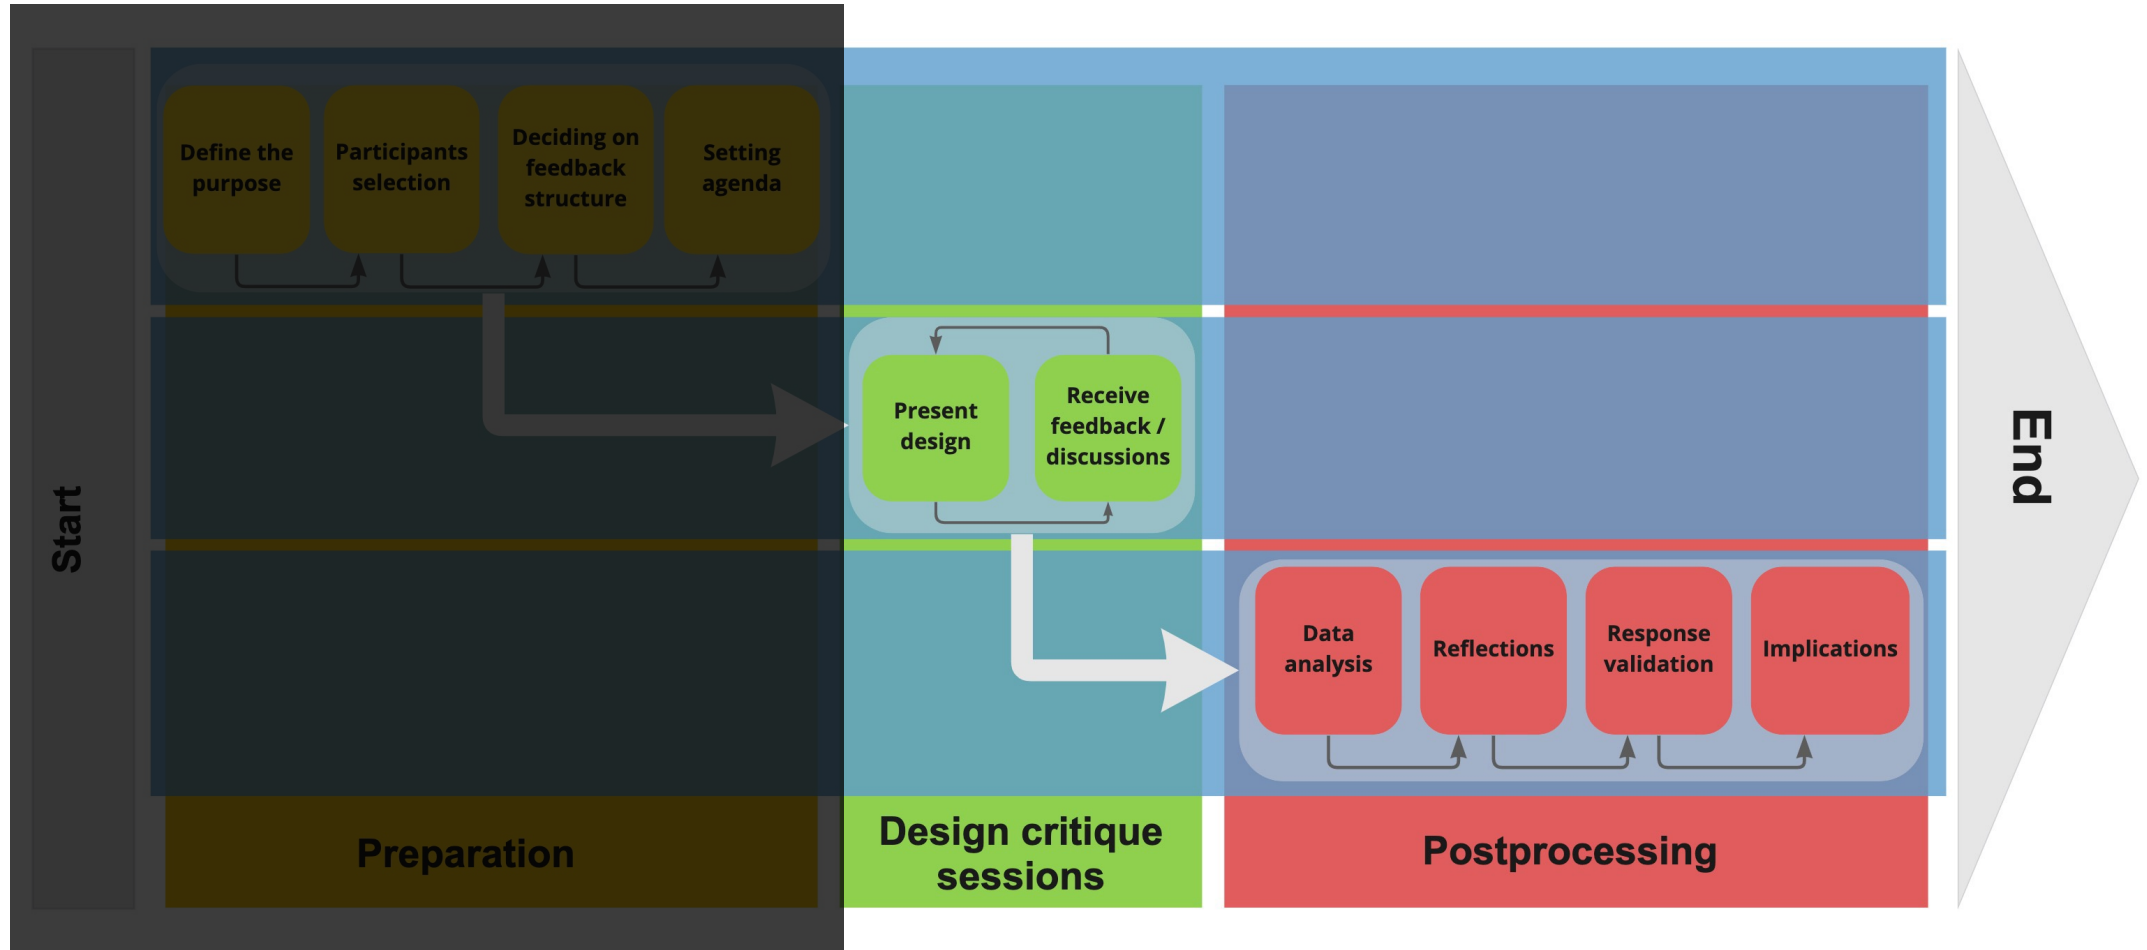 Start
Define the
purpose
Participants
selection
Deciding on
feedback
structure
Setting
agenda
Present
design
Receive
feedback /
discussions
Data
analysis
Reflections
Response
validation
Implications
Preparation
Design critique
sessions
Postprocessing
End